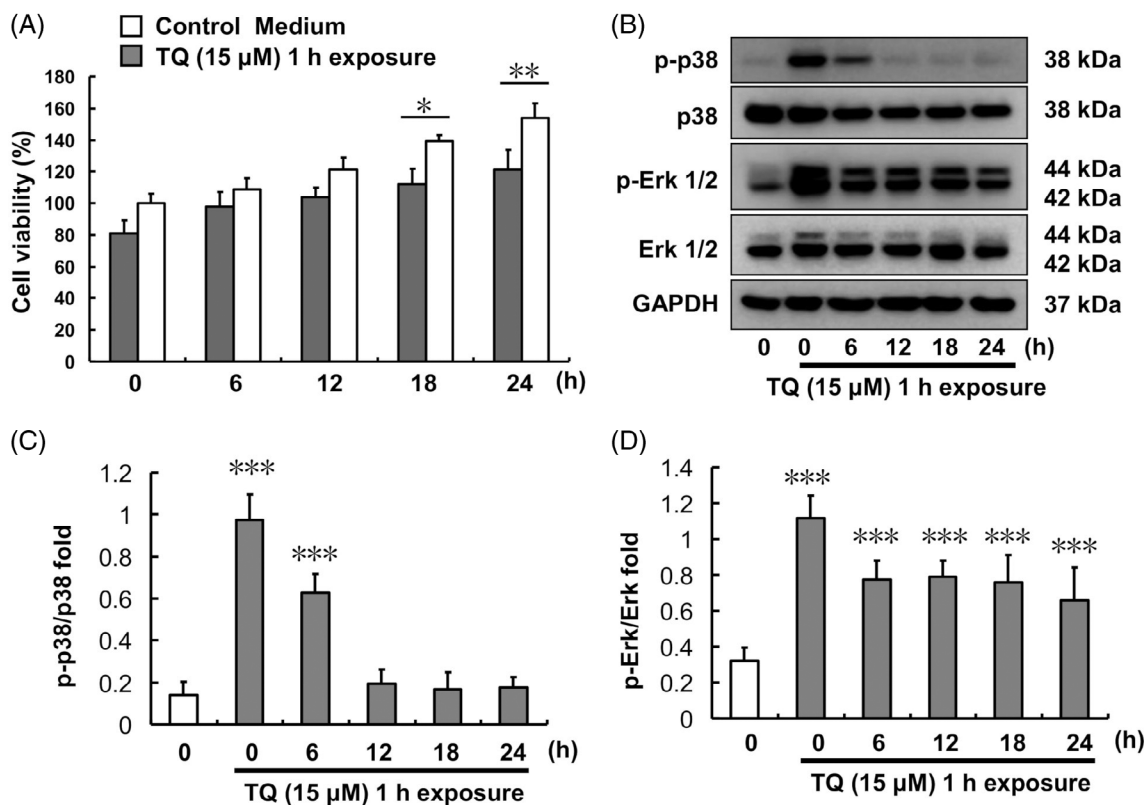 (A)
Control Medium
TQ (15 µM) 1 h exposure
Cell viability (%)
180
160
140
120
100
80
60
40
20
0
*
**
0 6 12 18 24 (h)
(B)
p-p38 38 kDa
p38 38 kDa
p-Erk 1/2 44 kDa
42 kDa
Erk 1/2 44 kDa
42 kDa
GAPDH 37 kDa
0 0 6 12 18 24 (h)
TQ (15 µM) 1 h exposure
(C)
p-p38/p38 fold
1.2
1
0.8
0.6
0.4
0.2
0
***
***
0 0 6 12 18 24 (h)
TQ (15 µM) 1 h exposure
(D)
p-Erk/Erk fold
1.4
1.2
1
0.8
0.6
0.4
0.2
0
***
*** *** *** ***
0 0 6 12 18 24 (h)
TQ (15 µM) 1 h exposure